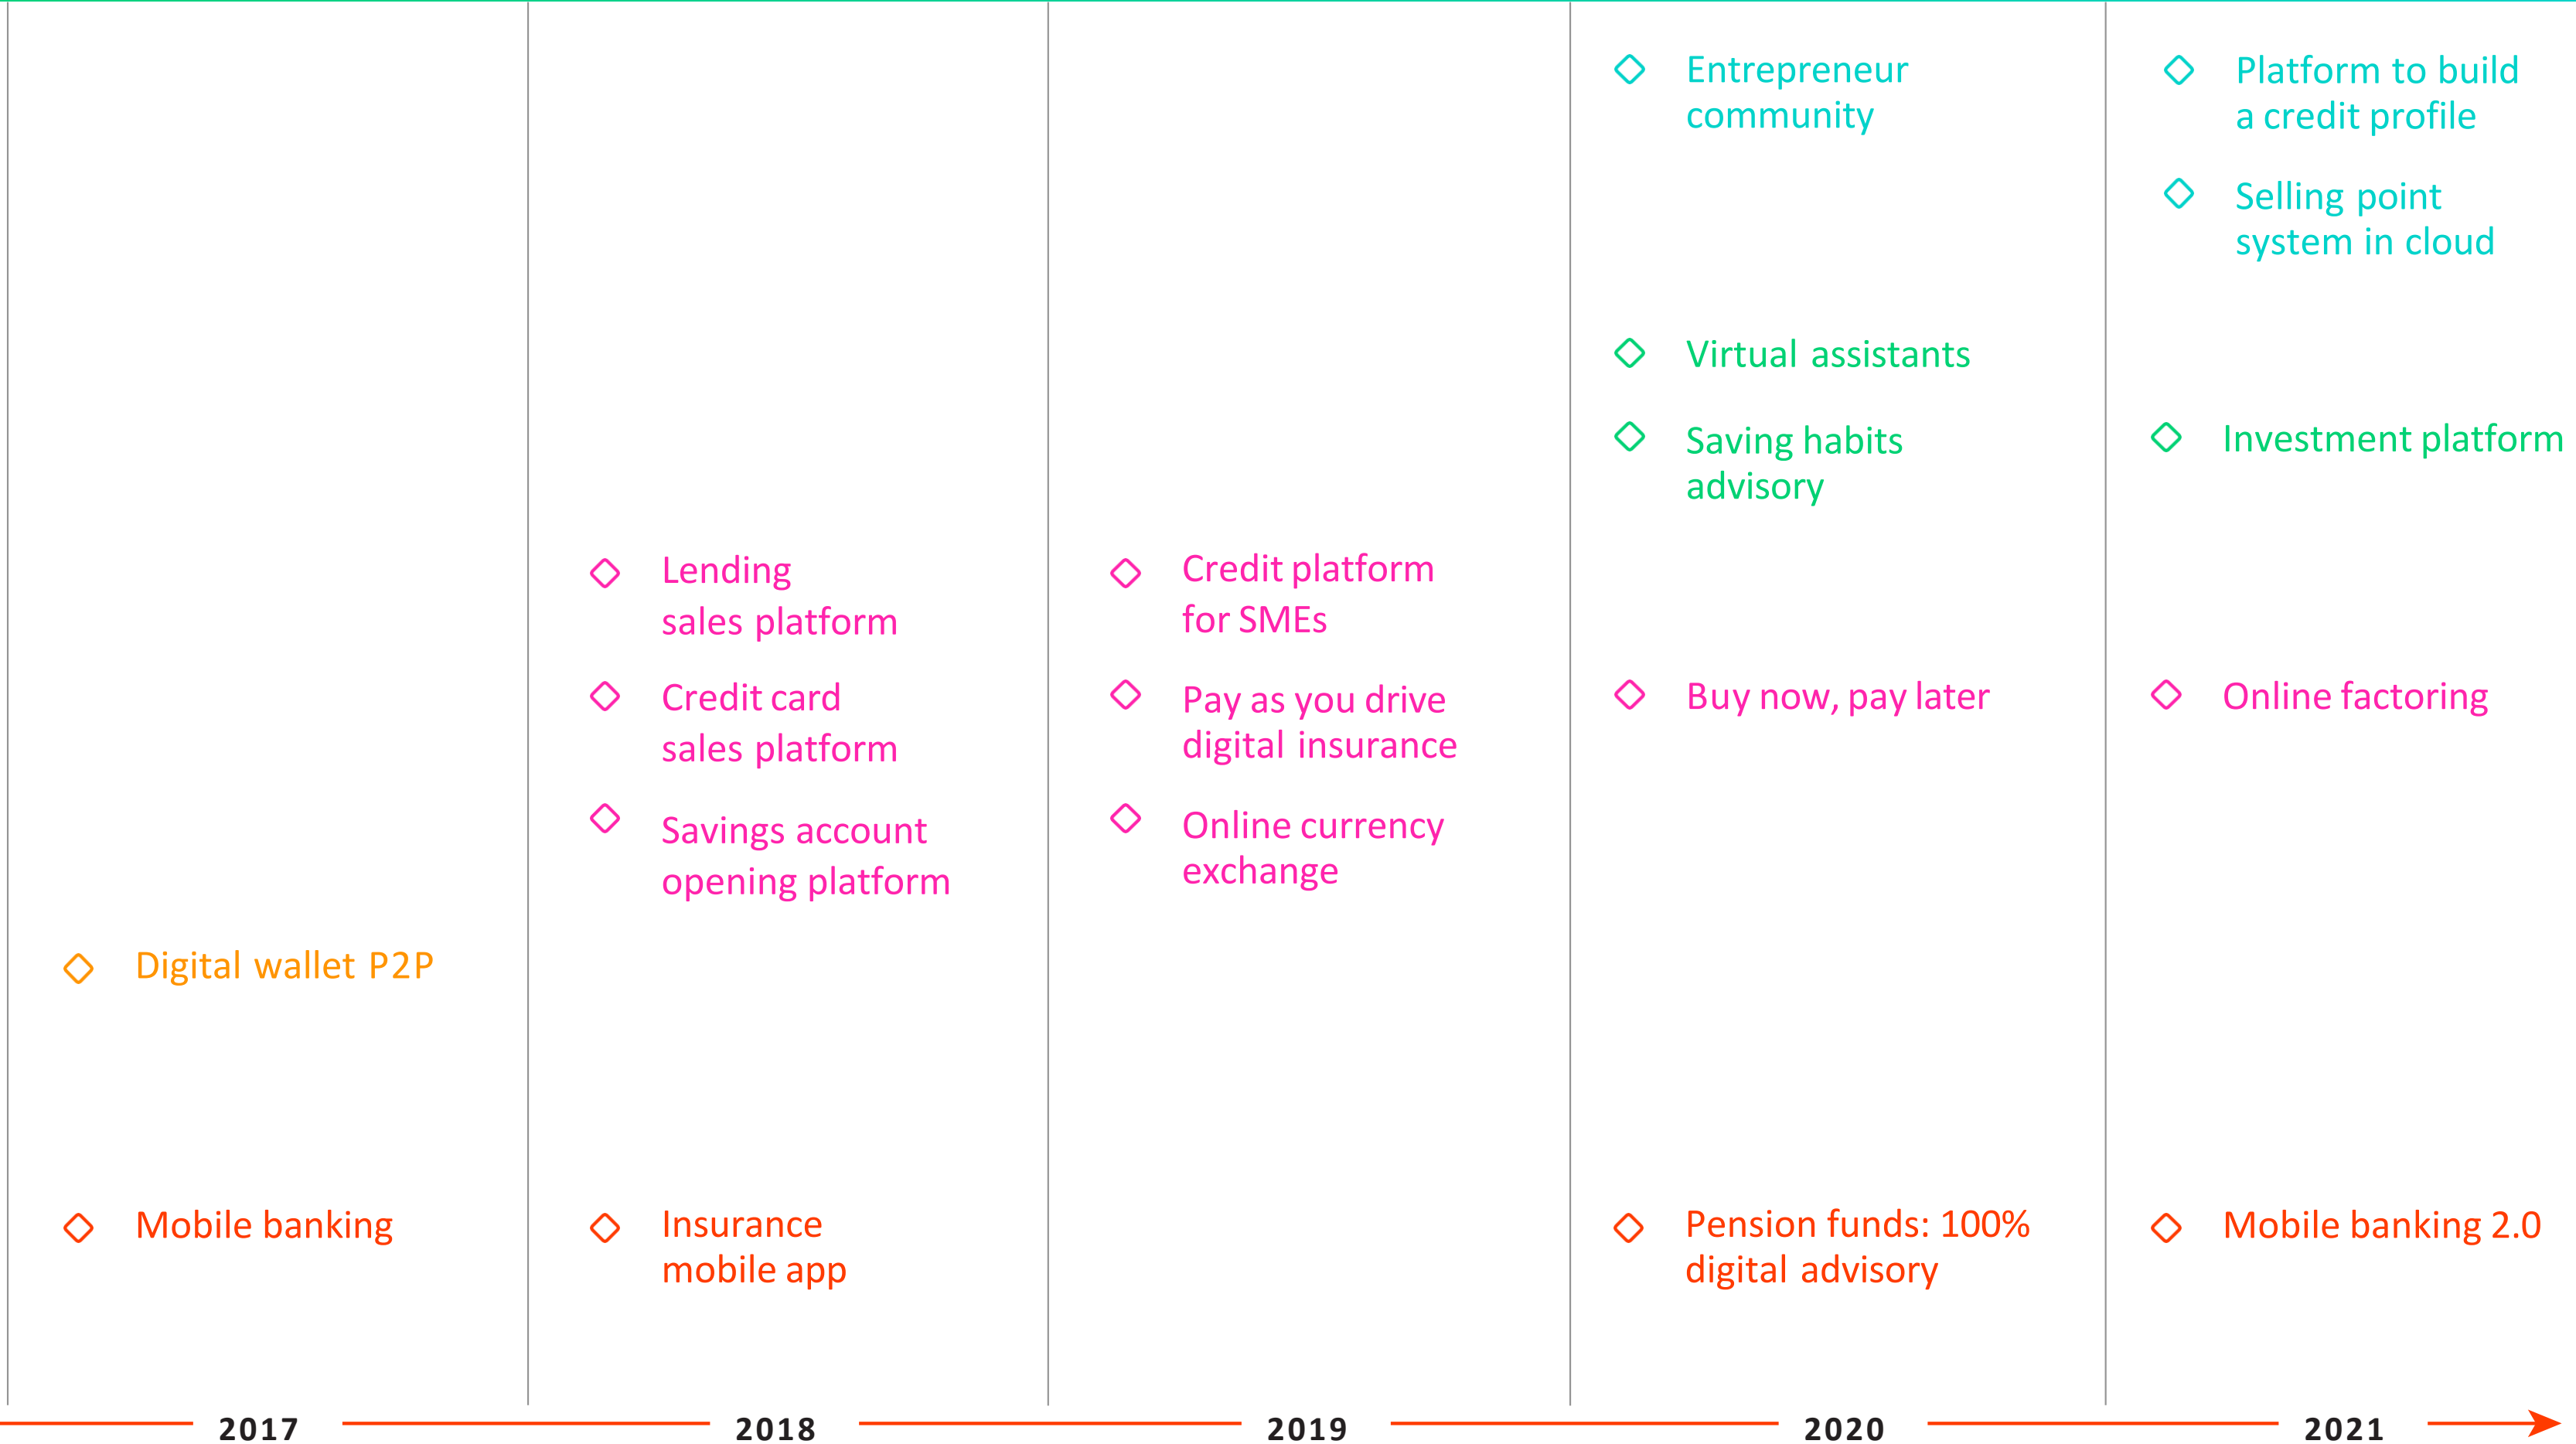 Digital wallet P2P
Mobile banking
Lending
sales platform
Credit card
sales platform
Savings account
opening platform
Insurance
mobile app
Credit platform
for SMEs
Pay as you drive
digital insurance
Online currency
exchange
Entrepreneur
community
Virtual assistants
Saving habits
advisory
Buy now, pay later
Pension funds: 100%
digital advisory
Platform to build
a credit profile
Selling point
system in cloud
Investment platform
Online factoring
Mobile banking 2.0
2017
2018
2019
2020
2021